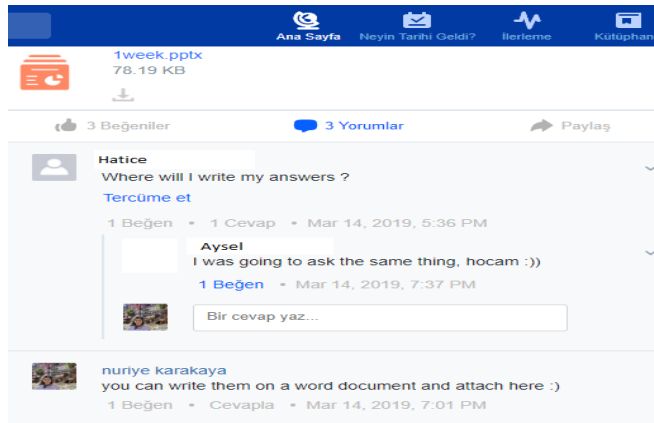 Ana Sayfa Neyin Tarihi Geldi? İlerleme Kütüphan
1week.pptx
78.19 KB
3 Beğeniler 3 Yorumlar Paylaş
Hatice
Where will I write my answers ?
Tercüme et
1 Beğen • 1 Cevap • Mar 14, 2019, 5:36 PM
Aysel
I was going to ask the same thing, hocam :))
1 Beğen • Mar 14, 2019, 7:37 PM
Bir cevap yaz...
nuriye karakaya
you can write them on a word document and attach here :)
1 Beğen • Cevapla • Mar 14, 2019, 7:01 PM